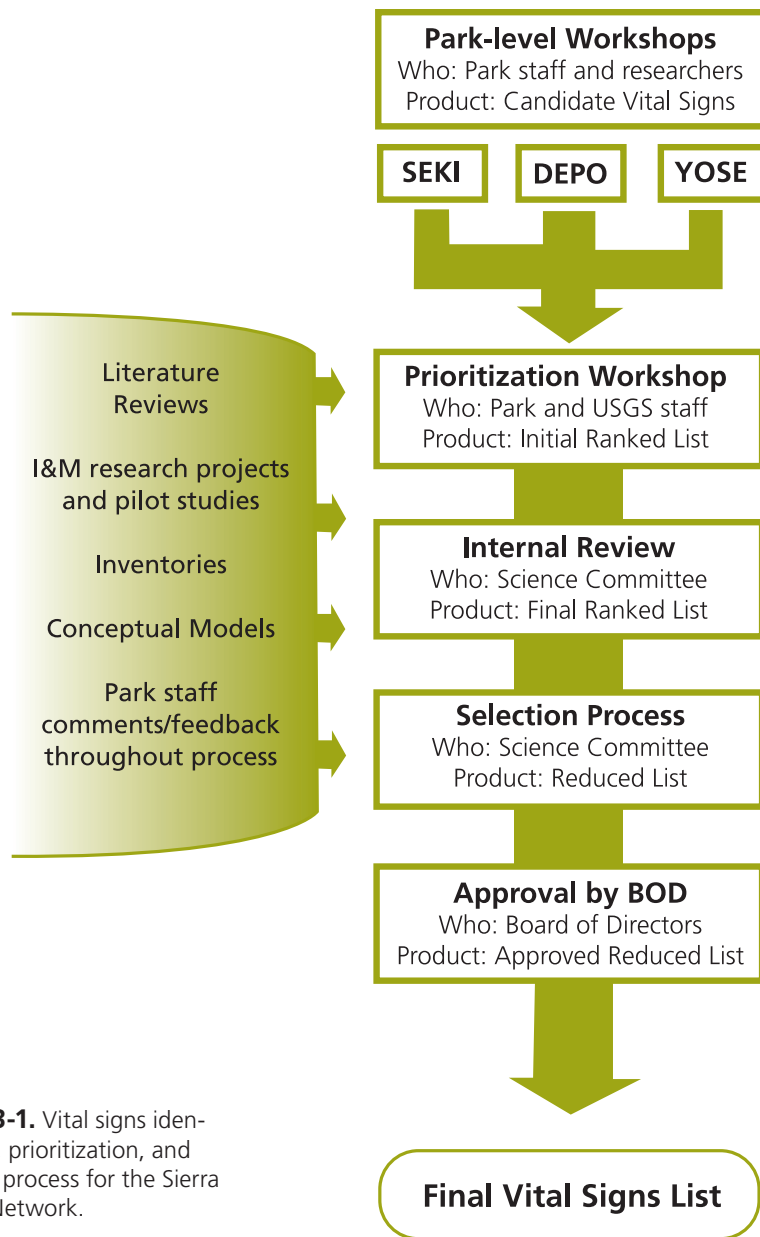 Park-level Workshops
Who: Park staff and researchers
Product: Candidate Vital Signs
SEKI
DEPO
YOSE
Literature
Reviews
I&M research projects
and pilot studies
Inventories
Conceptual Models
Park staff
comments/feedback
throughout process
Prioritization Workshop
Who: Park and USGS staff
Product: Initial Ranked List
Internal Review
Who: Science Committee
Product: Final Ranked List
Selection Process
Who: Science Committee
Product: Reduced List
Approval by BOD
Who: Board of Directors
Product: Approved Reduced List
Final Vital Signs List
3-1. Vital signs iden-
prioritization, and
process for the Sierra
Network.